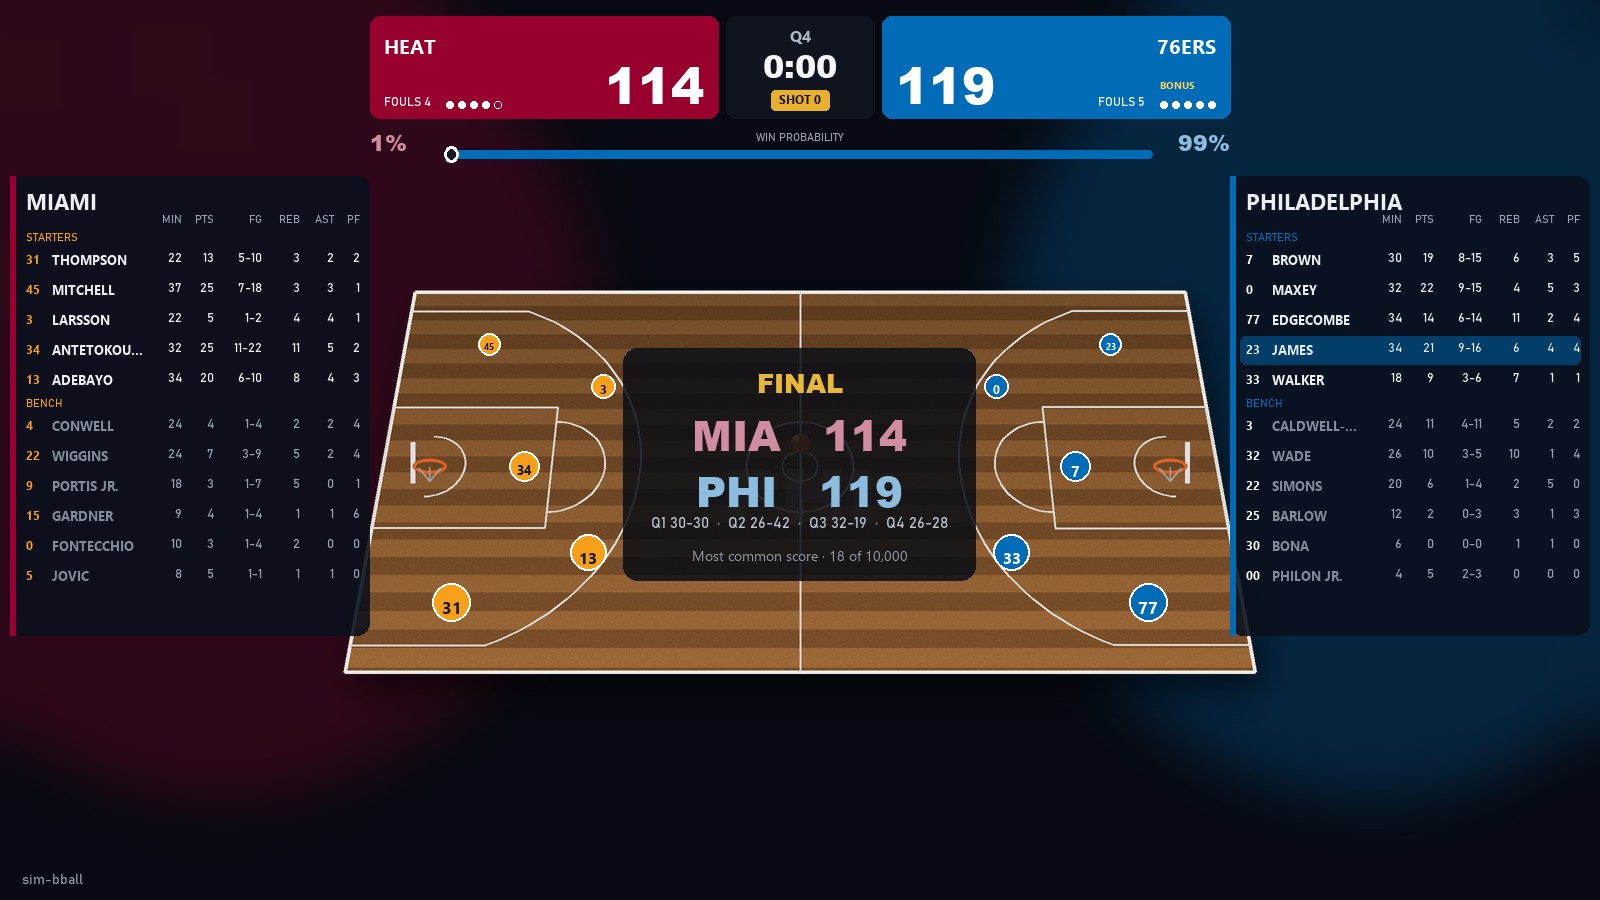 HEAT
FOULS 4
114
Q4
0:00
SHOT 0
76ERS
119
BONUS
FOULS 5
1%
WIN PROBABILITY
99%
MIAMI
MIN PTS FG REB AST PF
STARTERS
31 THOMPSON 22 13 5-10 3 2 2
45 MITCHELL 37 25 7-18 3 3 1
3 LARSSON 22 5 1-2 4 4 1
34 ANTETOKOU... 32 25 11-22 11 5 2
13 ADEBAYO 34 20 6-10 8 4 3
BENCH
4 CONWELL 24 4 1-4 2 2 4
22 WIGGINS 24 7 3-9 5 2 4
9 PORTIS JR. 18 3 1-7 5 0 1
15 GARDNER 9 4 1-4 1 1 6
0 FONTECCHIO 10 3 1-4 2 0 0
5 JOVIC 8 5 1-1 1 1 0
45
3
34
13
31
FINAL
MIA 114
PHI 119
Q1 30-30 · Q2 26-42 · Q3 32-19 · Q4 26-28
Most common score · 18 of 10,000
23
0
7
33
77
PHILADELPHIA
MIN PTS FG REB AST PF
STARTERS
7 BROWN 30 19 8-15 6 3 5
0 MAXEY 32 22 9-15 4 5 3
77 EDGECOMBE 34 14 6-14 11 2 4
23 JAMES 34 21 9-16 6 4 4
33 WALKER 18 9 3-6 7 1 1
BENCH
3 CALDWELL-... 24 11 4-11 5 2 2
32 WADE 26 10 3-5 10 1 4
22 SIMONS 20 6 1-4 2 5 0
25 BARLOW 12 2 0-3 3 1 3
30 BONA 6 0 0-0 1 1 0
00 PHILON JR. 4 5 2-3 0 0 0
sim-bball